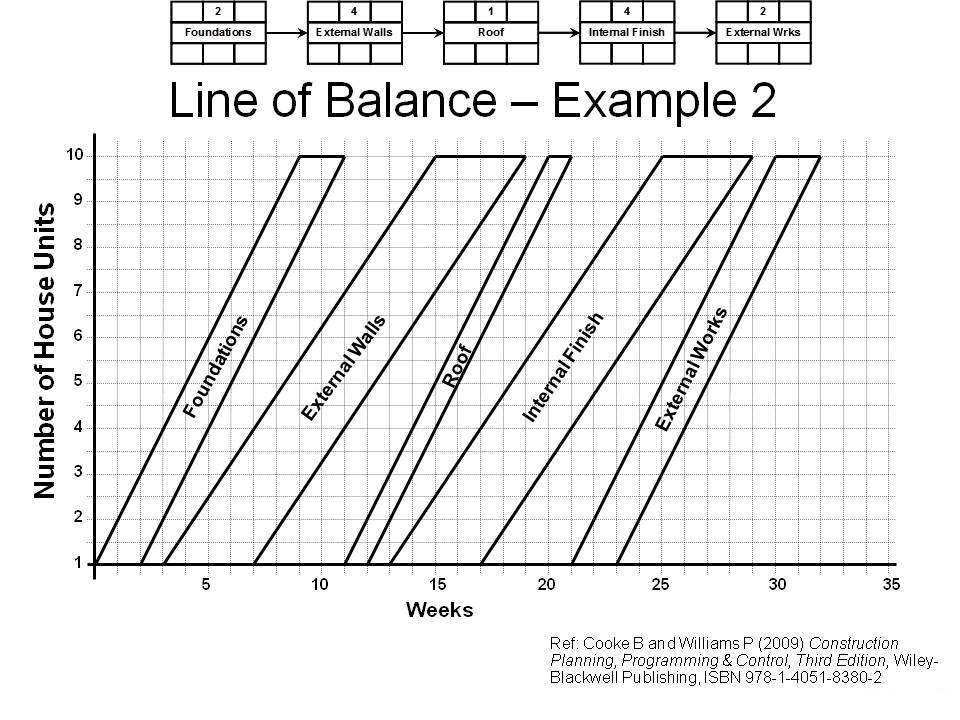 2 4 1 4 2
Foundations External Walls Roof Internal Finish External Wrks
Line of Balance – Example 2
10
9
8
7
6
5
4
3
2
1
Number of House Units
Foundations
External Walls
Roof
Internal Finish
External Works
5 10 15 20 25 30 35
Weeks
Ref: Cooke B and Williams P (2009) Construction
Planning, Programming & Control, Third Edition, Wiley-
Blackwell Publishing, ISBN 978-1-4051-8380-2